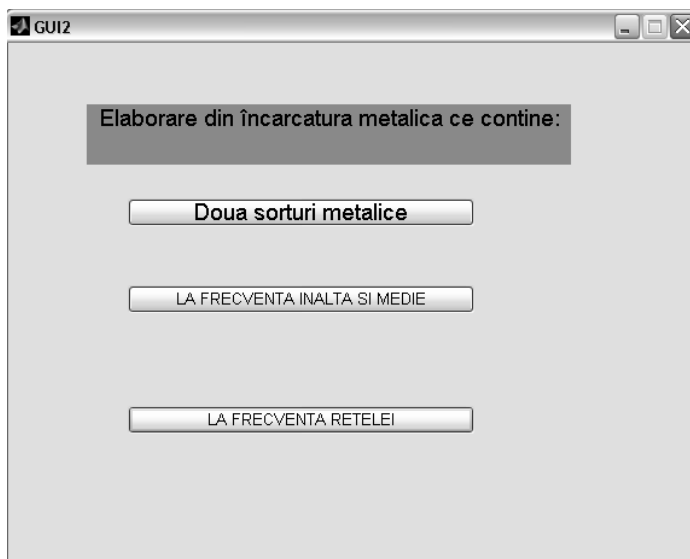 GUI2
Elaborare din încarcatura metalica ce contine:
Doua sorturi metalice
LA FRECVENTA INALTA SI MEDIE
LA FRECVENTA RETELEI